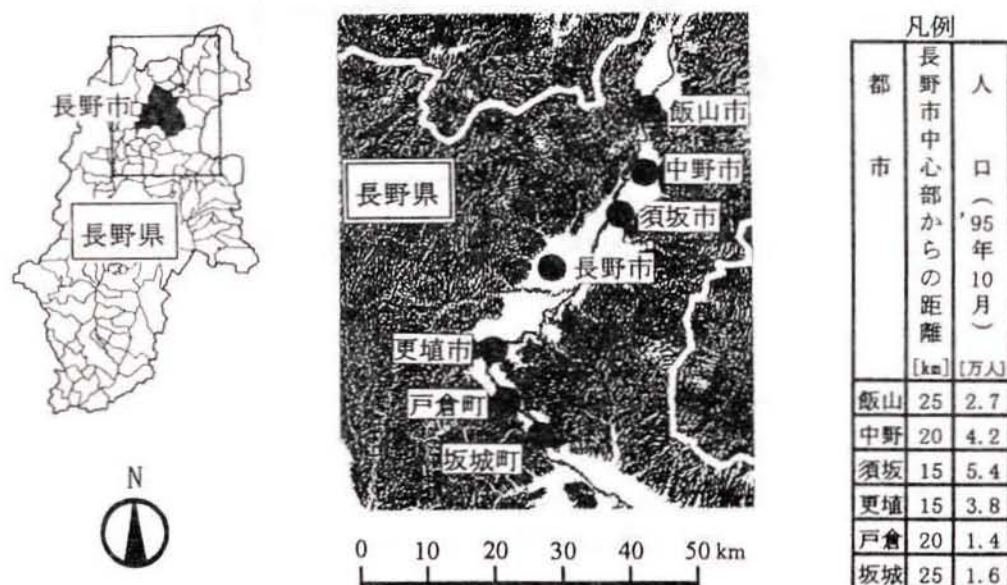 長野市
長野県
N
長野県
飯山市
中野市
須坂市
長野市
更埴市
戸倉町
坂城町
0 10 20 30 40 50 km
凡例
都市 長野市中心部からの距離 [km] 人口（'95年10月） [万人]
飯山 25 2.7
中野 20 4.2
須坂 15 5.4
更埴 15 3.8
戸倉 20 1.4
坂城 25 1.6